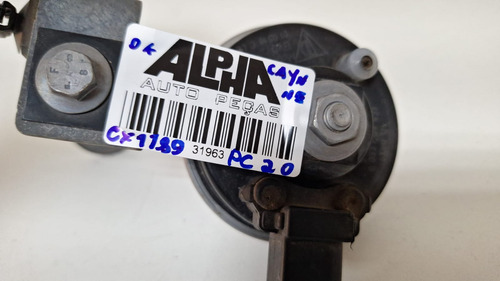 OK
ALPHA
CAYN
NE
AUTO PEÇAS
CX1189
31963
PC 20